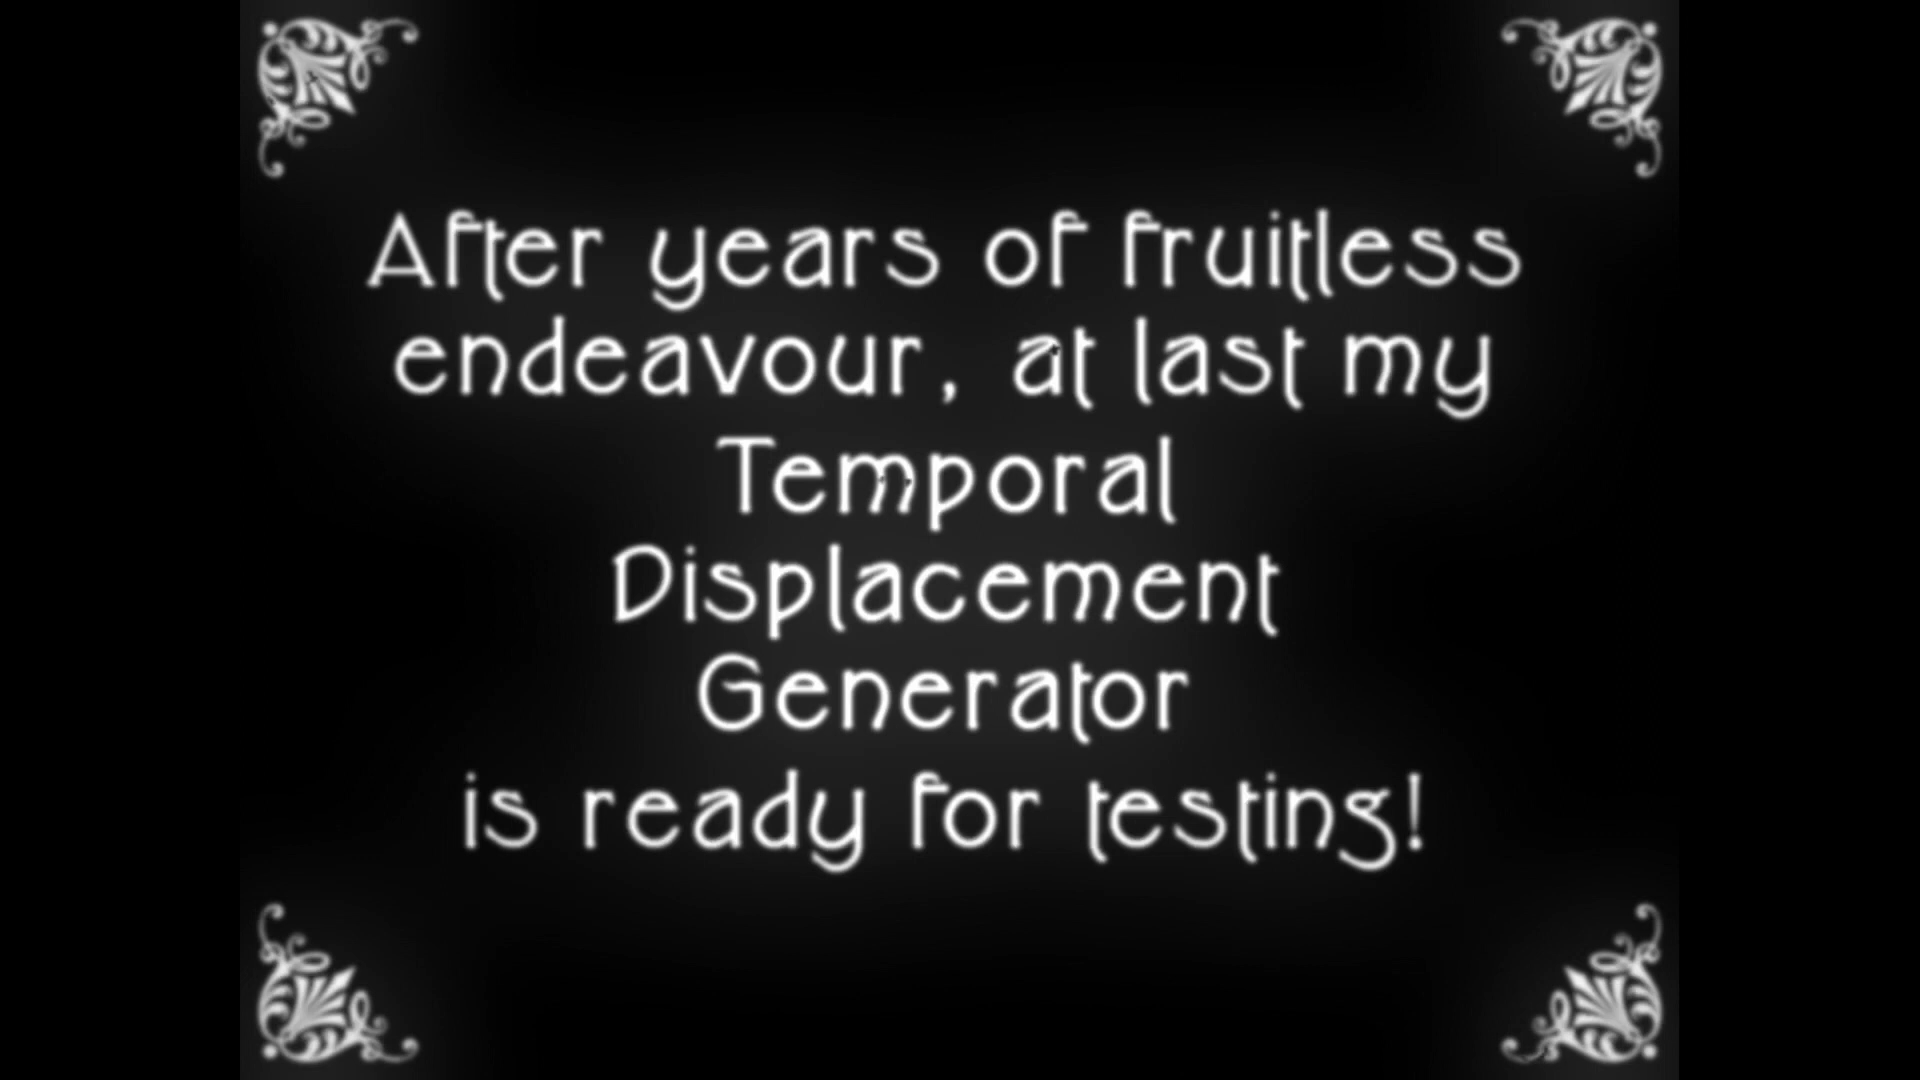 After years of fruitless
endeavour, at last my
Temporal
Displacement
Generator
is ready for testing!